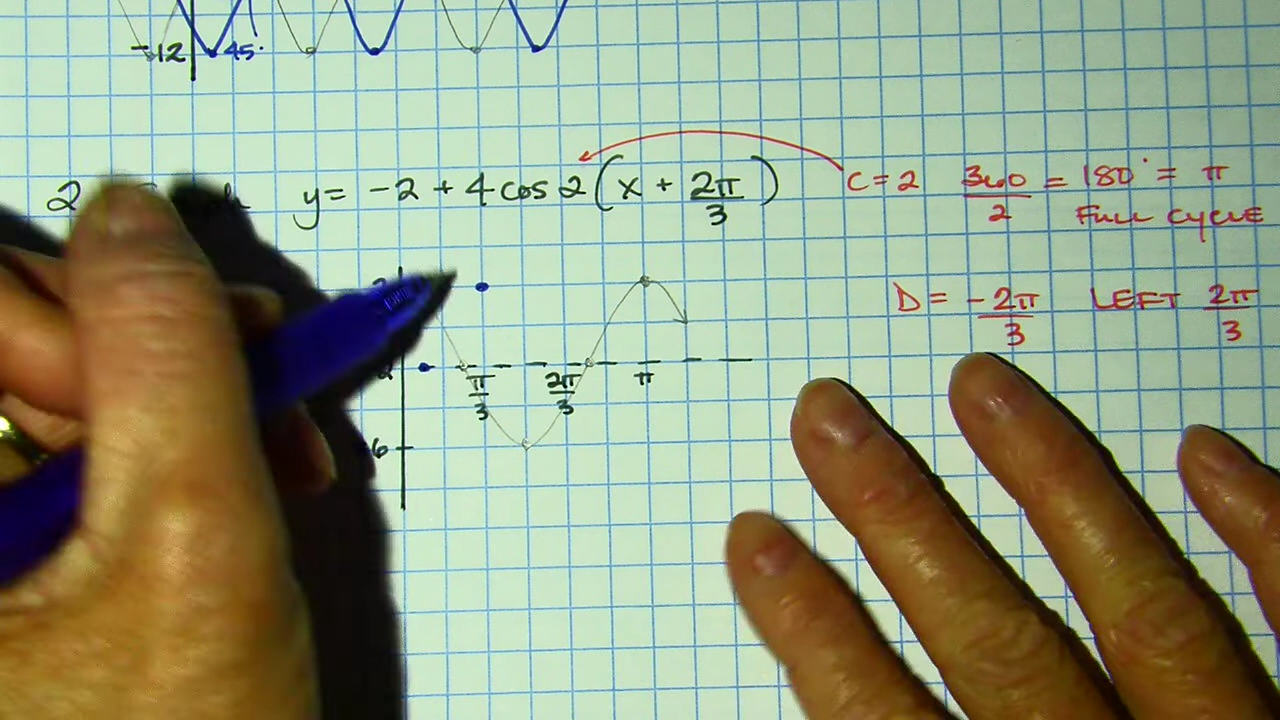 -12 45°
2 y = -2 + 4 cos 2 (x + 2π/3) C = 2 360/2 = 180° = π
FULL CYCLE
D = -2π/3 LEFT 2π/3
π/3 2π/3 π
6